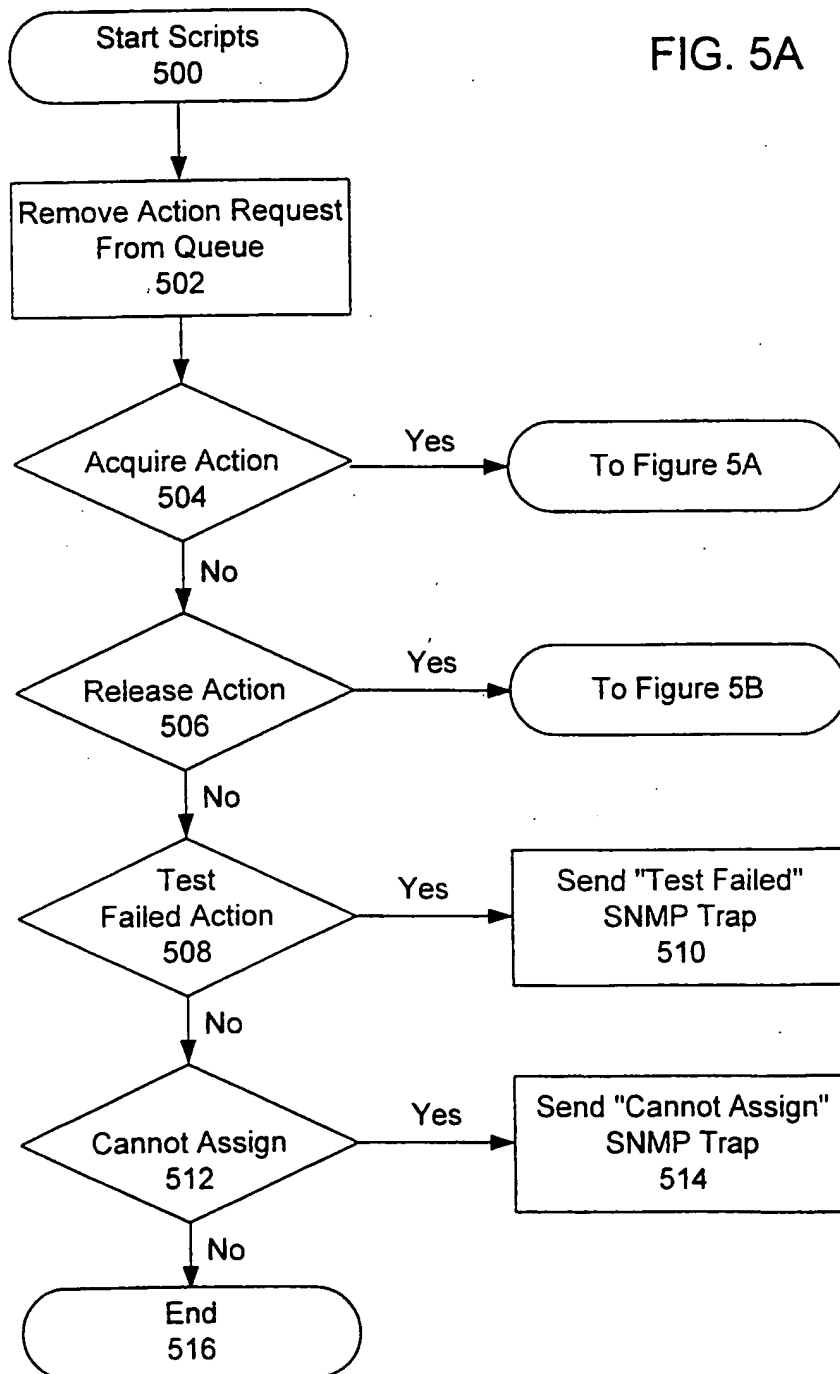 FIG. 5A
Start Scripts
500
Remove Action Request
From Queue
502
Acquire Action
504
Yes
To Figure 5A
No
Release Action
506
Yes
To Figure 5B
No
Test
Failed Action
508
Yes
Send "Test Failed"
SNMP Trap
510
No
Cannot Assign
512
Yes
Send "Cannot Assign"
SNMP Trap
514
No
End
516